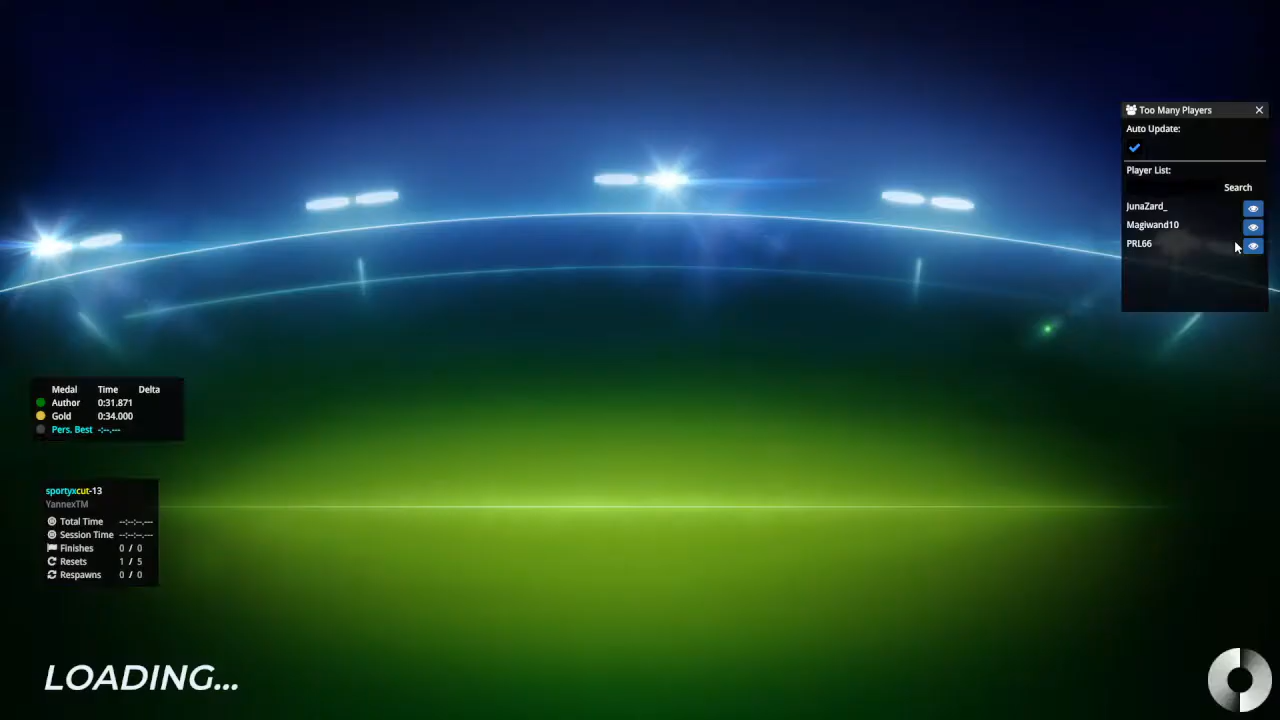 Too Many Players
Auto Update:
Player List:
Search
JunaZard_
Magiwand10
PRL66
Medal Time Delta
Author 0:31.871
Gold 0:34.000
Pers. Best -:--.---
sportyxcut-13
YannexTM
Total Time --:--:--.---
Session Time --:--:--.---
Finishes 0 / 0
Resets 1 / 5
Respawns 0 / 0
LOADING...